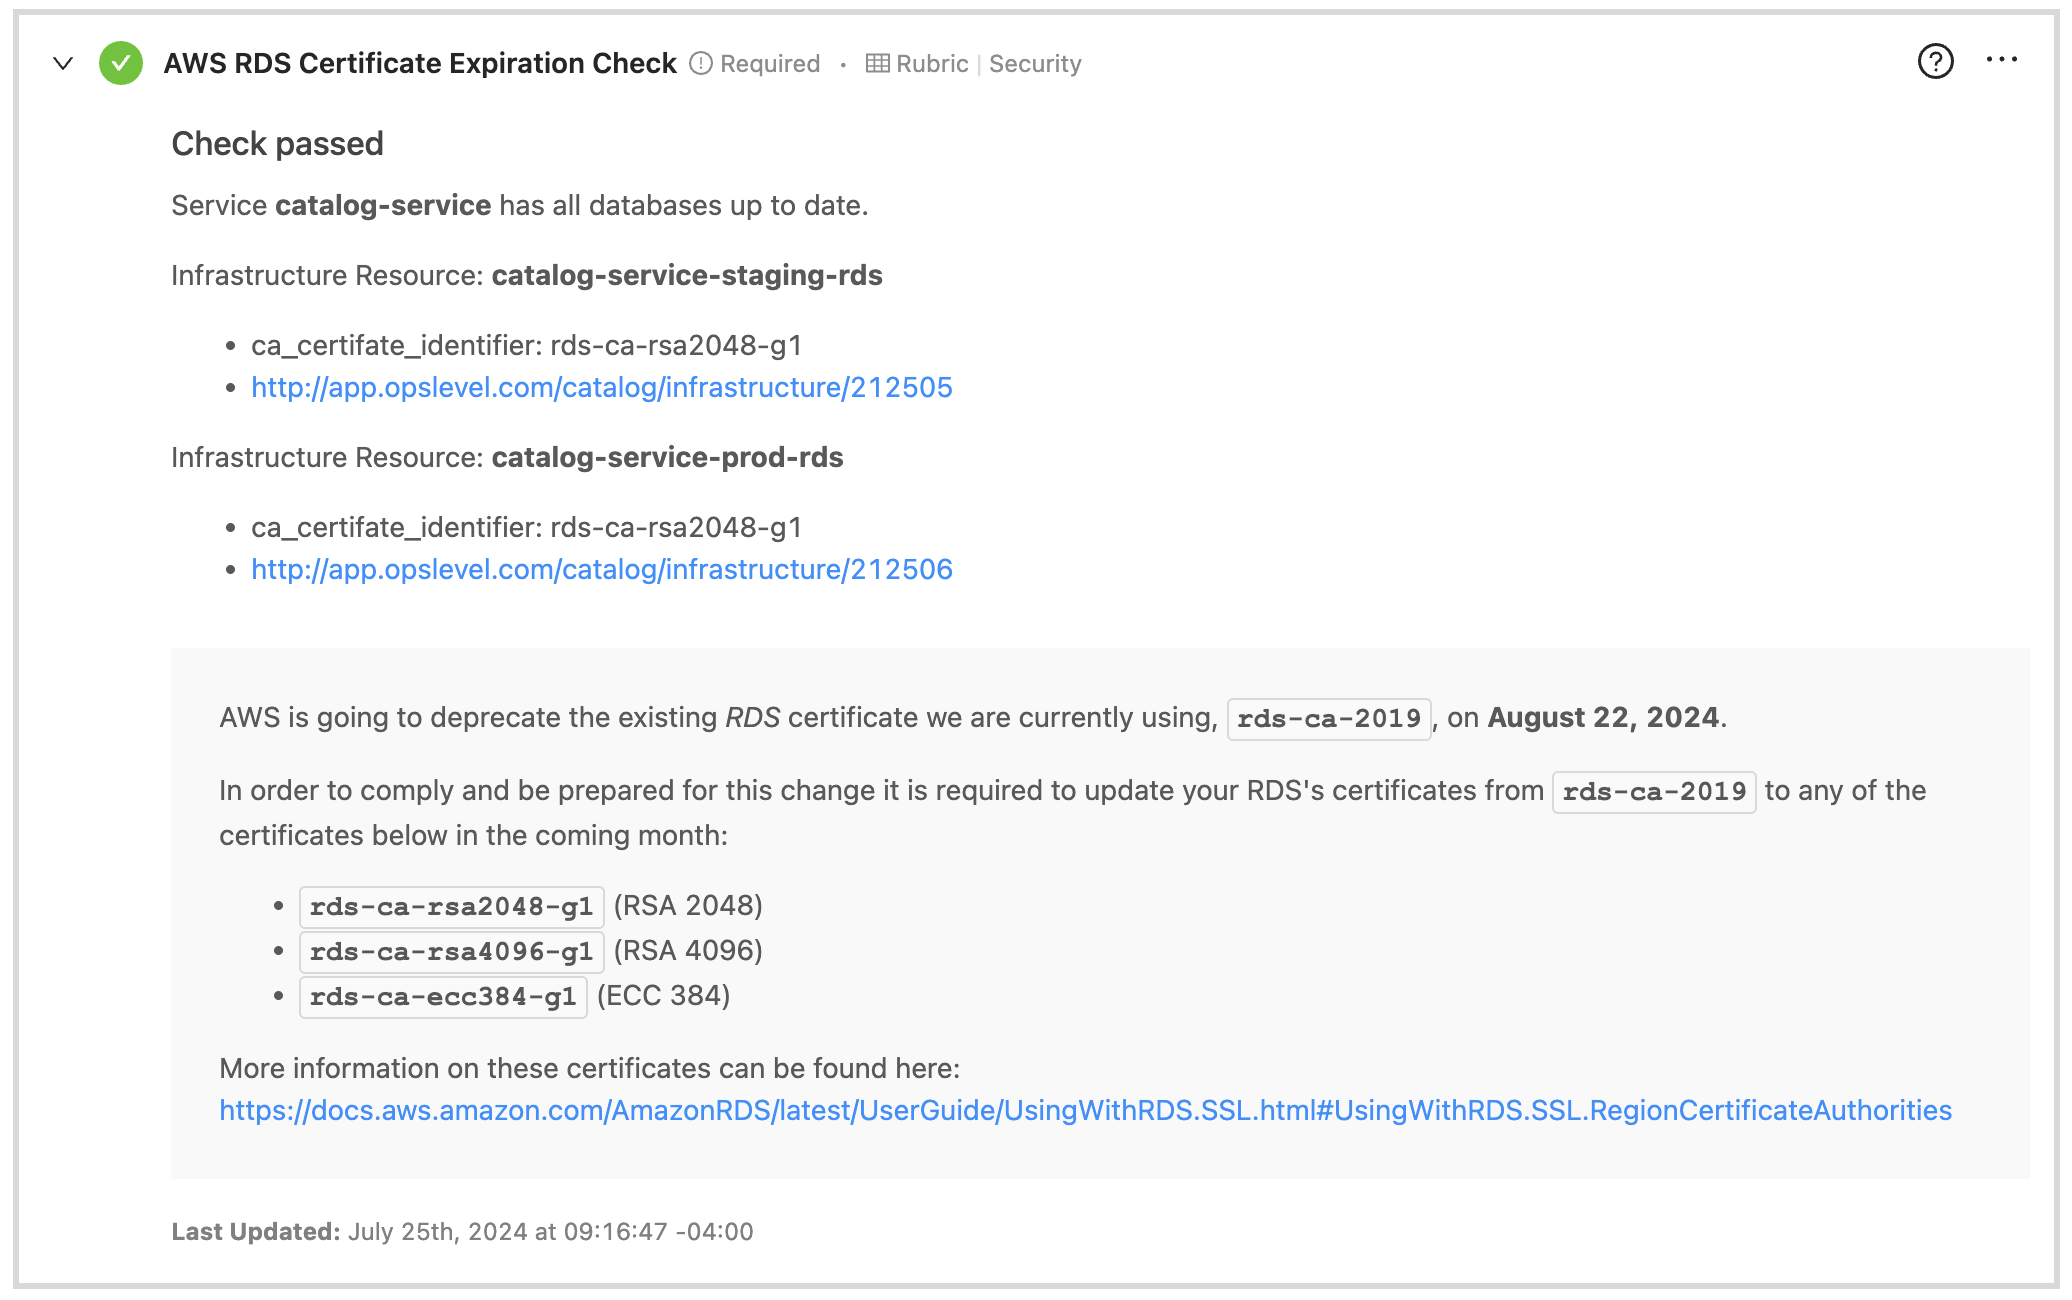 AWS RDS Certificate Expiration Check Required · Rubric | Security
Check passed
Service catalog-service has all databases up to date.
Infrastructure Resource: catalog-service-staging-rds
• ca_certifate_identifier: rds-ca-rsa2048-g1
• http://app.opslevel.com/catalog/infrastructure/212505
Infrastructure Resource: catalog-service-prod-rds
• ca_certifate_identifier: rds-ca-rsa2048-g1
• http://app.opslevel.com/catalog/infrastructure/212506
AWS is going to deprecate the existing RDS certificate we are currently using, rds-ca-2019, on August 22, 2024.
In order to comply and be prepared for this change it is required to update your RDS's certificates from rds-ca-2019 to any of the
certificates below in the coming month:
• rds-ca-rsa2048-g1 (RSA 2048)
• rds-ca-rsa4096-g1 (RSA 4096)
• rds-ca-ecc384-g1 (ECC 384)
More information on these certificates can be found here:
https://docs.aws.amazon.com/AmazonRDS/latest/UserGuide/UsingWithRDS.SSL.html#UsingWithRDS.SSL.RegionCertificateAuthorities
Last Updated: July 25th, 2024 at 09:16:47 -04:00